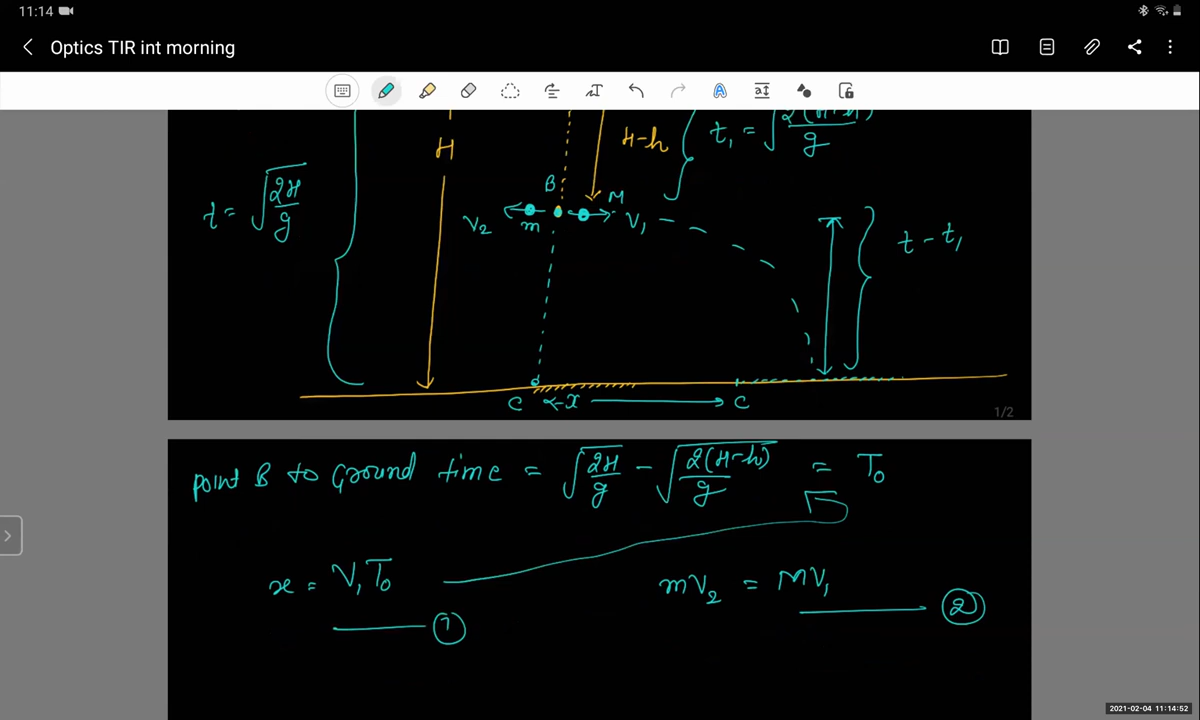 11:14
Optics TIR int morning
H
H-h
t₁ = √2(H-h)/g
t = √2H/g
B
M
V₂
m
V₁
t - t₁
C
x
C
1/2
point B to Ground time = √2H/g - √2(H-h)/g = T₀
x = V₁T₀
mV₂ = MV₁
①
②
2021-02-04 11:14:52